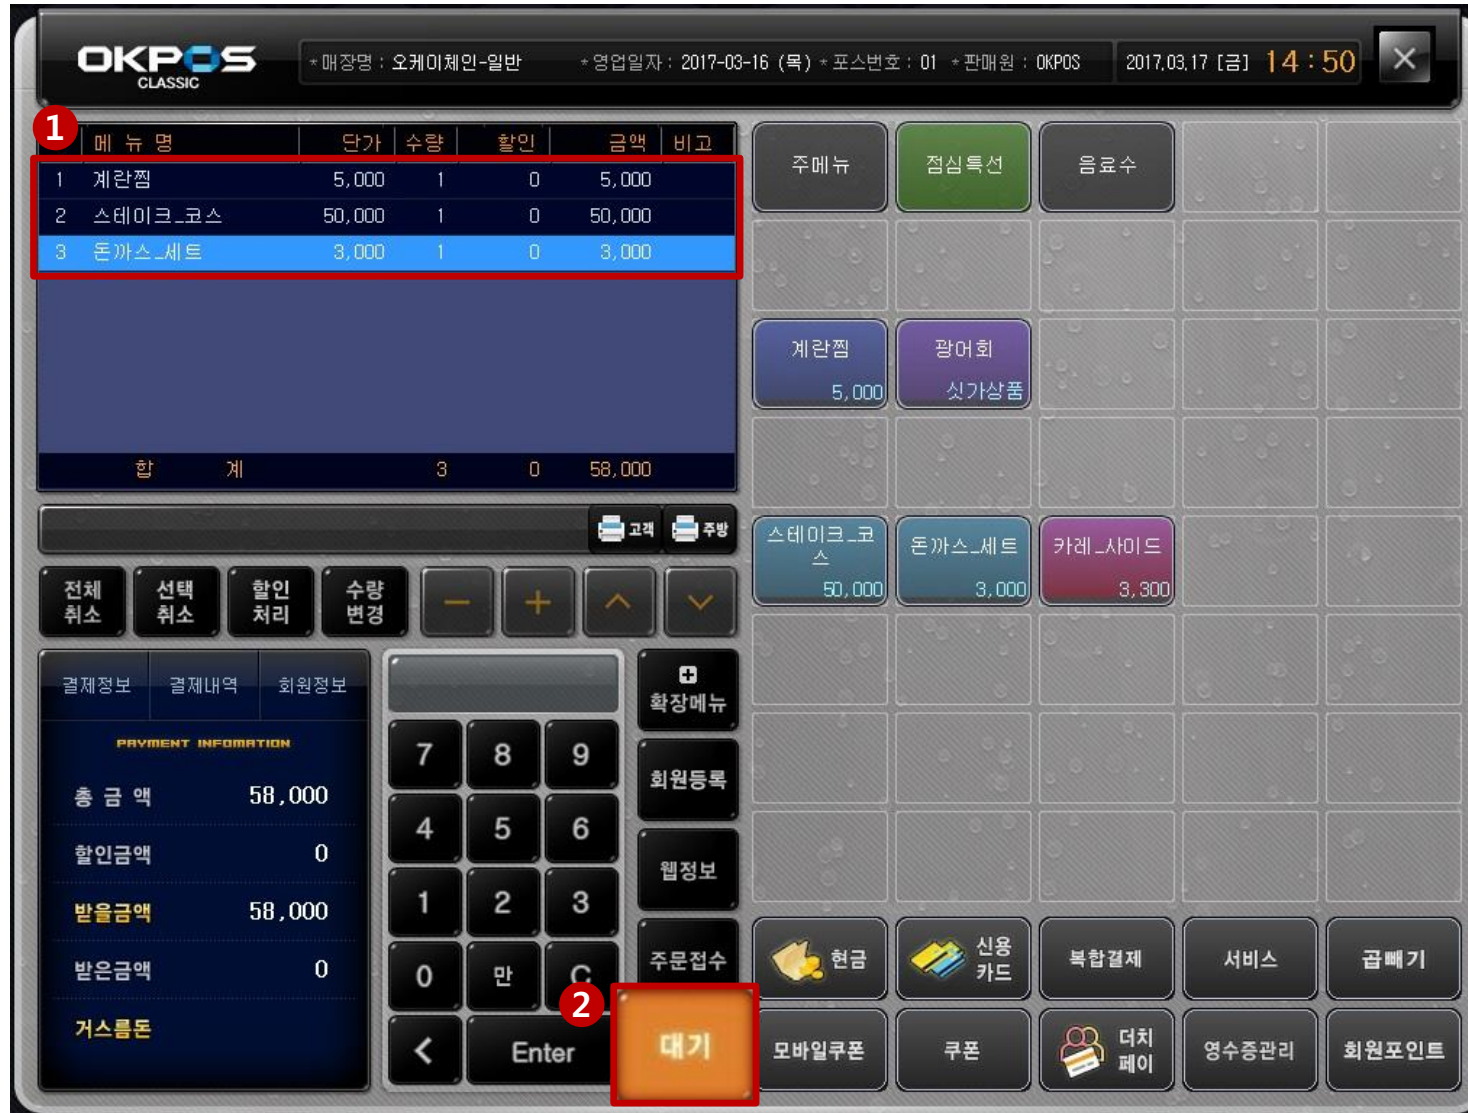 OKPOS
CLASSIC
*매장명 : 오케이체인-일반 *영업일자 : 2017-03-16 (목) *포스번호 : 01 *판매원 : OKPOS 2017,03,17 [금] 14:50
1
메 뉴 명 단가 수량 할인 금액 비고
1 계란찜 5,000 1 0 5,000
2 스테이크_코스 50,000 1 0 50,000
3 돈까스_세트 3,000 1 0 3,000
합 계 3 0 58,000
고객 주방
전체
취소
선택
취소
할인
처리
수량
변경
- +
결제정보 결제내역 회원정보
PAYMENT INFOMATION
총 금 액 58,000
할인금액 0
받을금액 58,000
받은금액 0
거스름돈
7 8 9
4 5 6
1 2 3
0 만 C
Enter
확장메뉴
회원등록
웹정보
주문접수
2
대기
주메뉴 점심특선 음료수
계란찜
5,000
광어회
싯가상품
스테이크_코
스
50,000
돈까스_세트
3,000
카레_사이드
3,300
현금
신용
카드
복합결제
서비스
곱빼기
모바일쿠폰
쿠폰
더치
페이
영수증관리
회원포인트